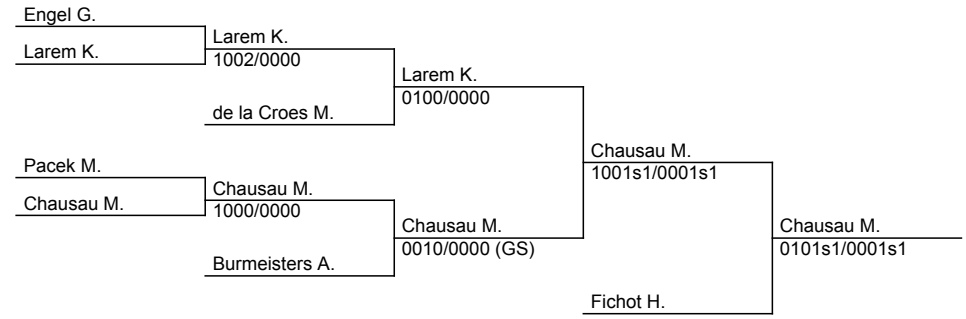 Engel G.
Larem K.
Larem K.
1002/0000
Larem K.
0100/0000
de la Croes M.
Chausau M.
1001s1/0001s1
Pacek M.
Chausau M.
Chausau M.
1000/0000
Chausau M.
0010/0000 (GS)
Chausau M.
0101s1/0001s1
Burmeisters A.
Fichot H.